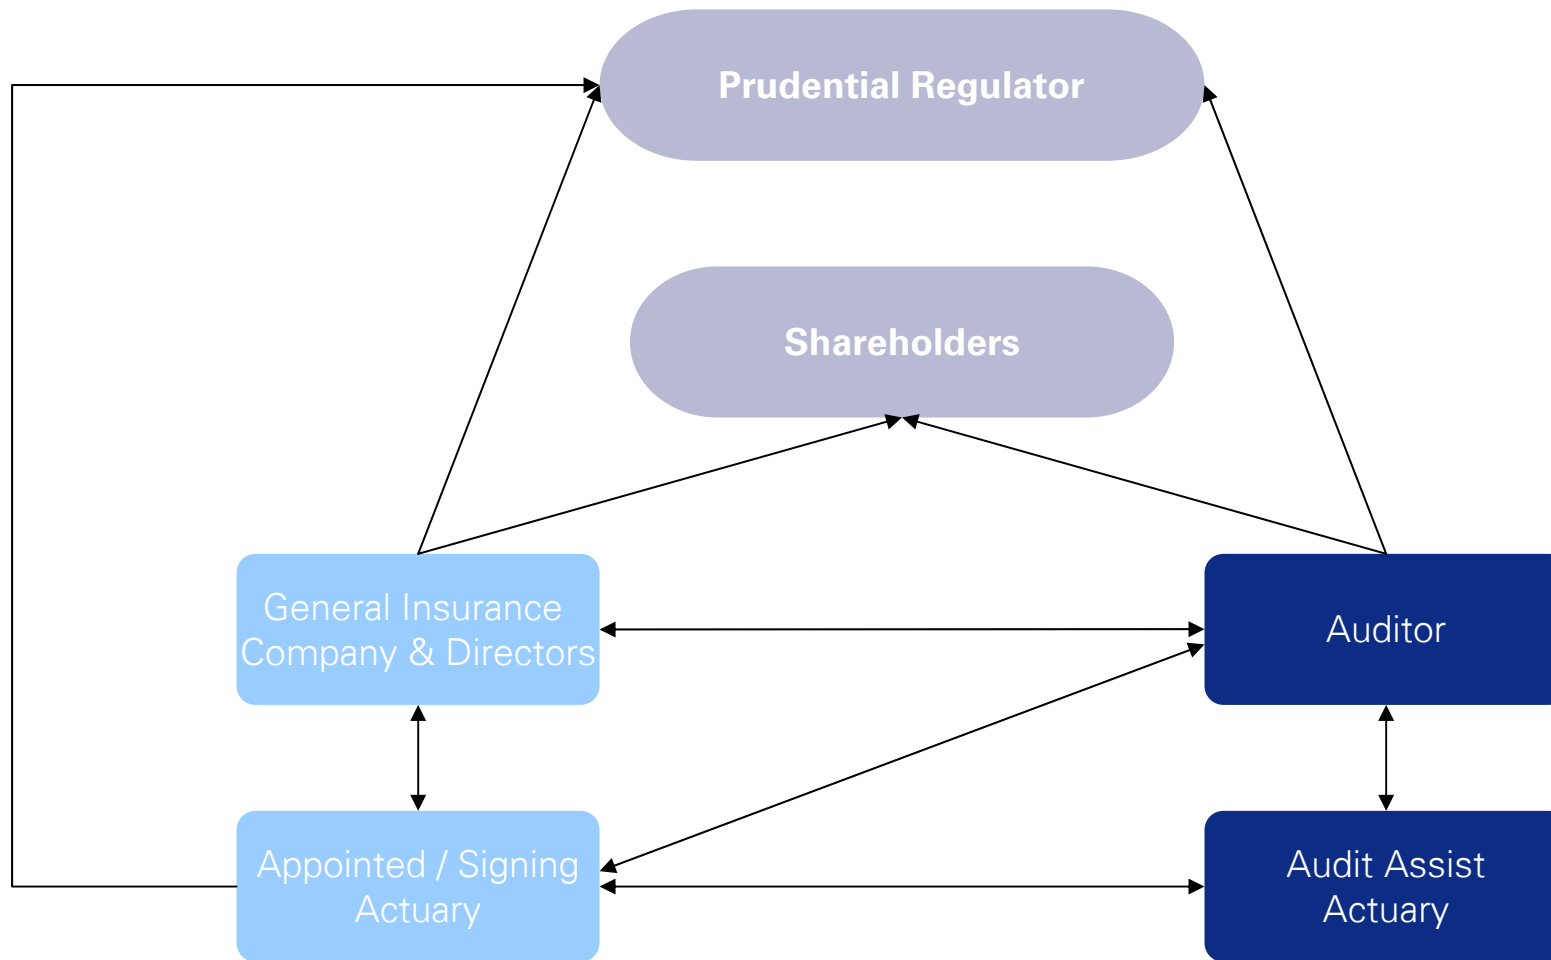 Prudential Regulator
Shareholders
General Insurance
Company & Directors
Auditor
Appointed / Signing
Actuary
Audit Assist
Actuary